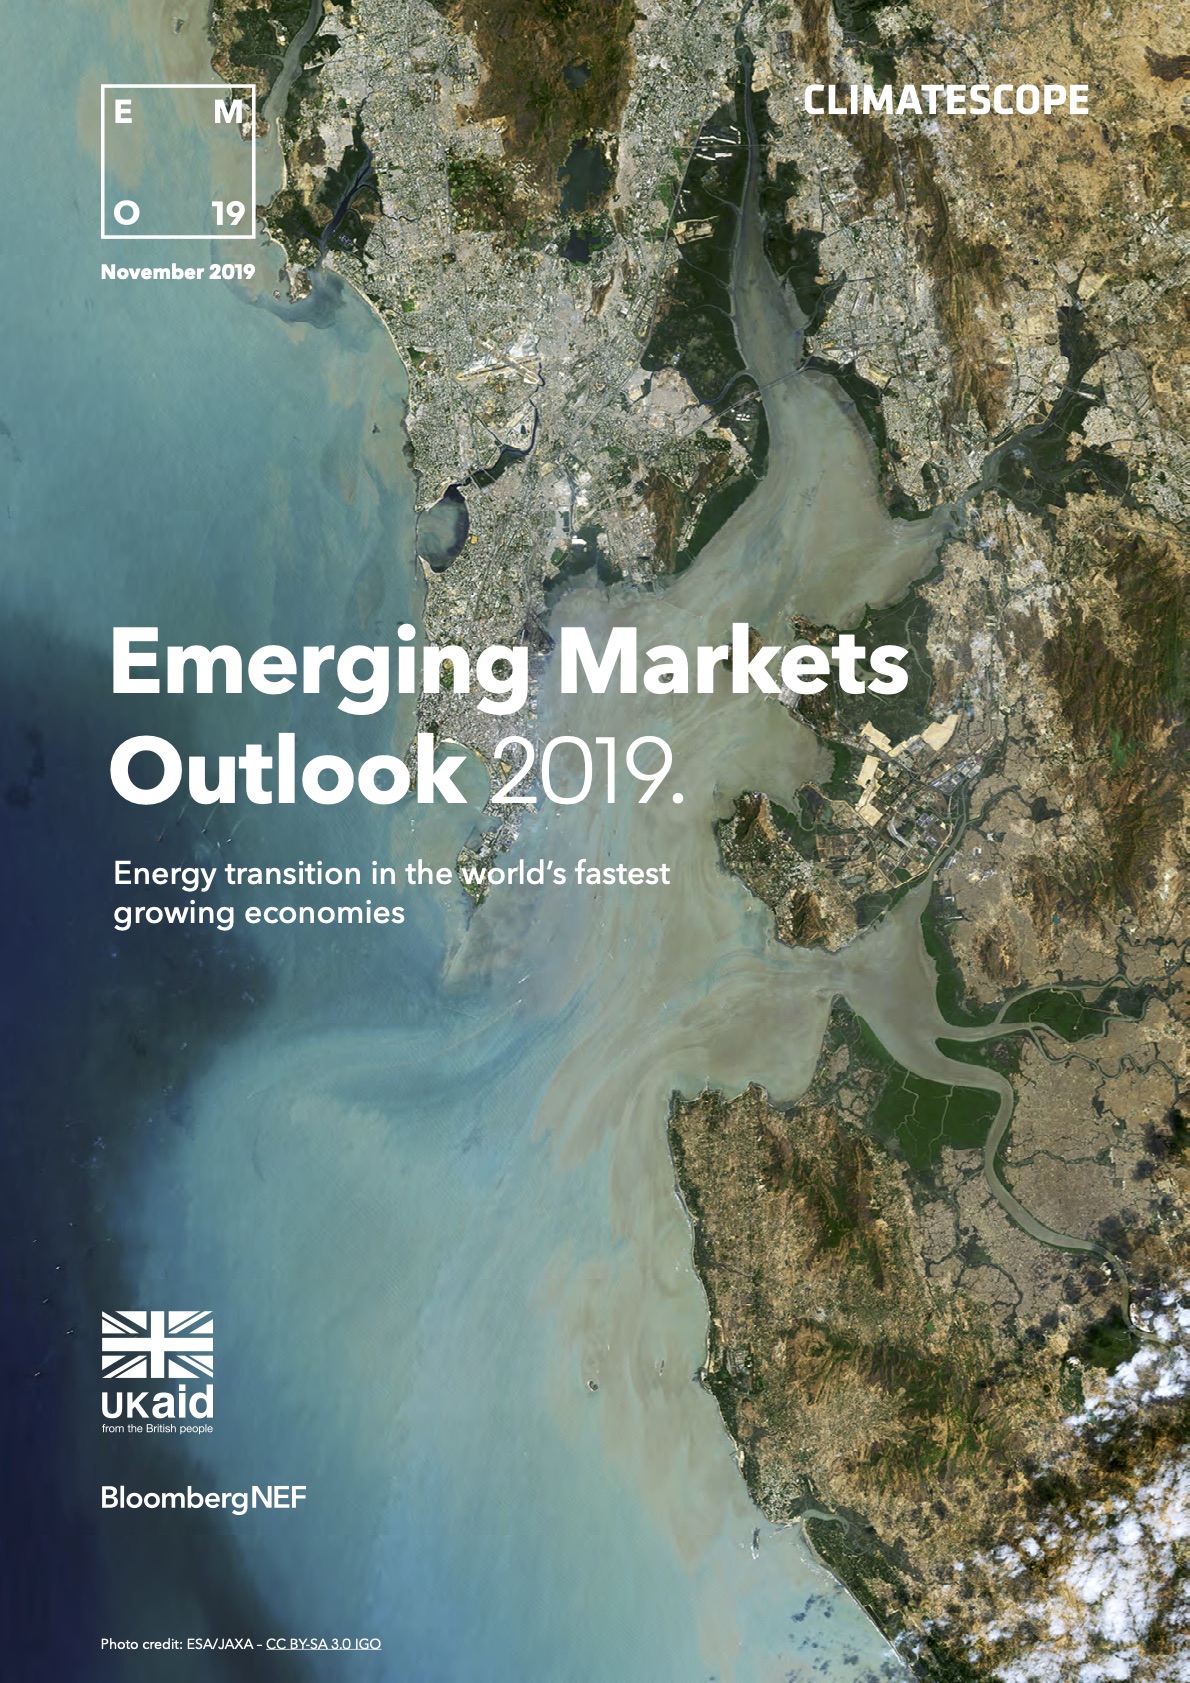 E M
O 19
November 2019
CLIMATESCOPE
Emerging Markets
Outlook 2019.
Energy transition in the world's fastest
growing economies
UKaid
from the British people
BloombergNEF
Photo credit: ESA/JAXA – CC BY-SA 3.0 IGO